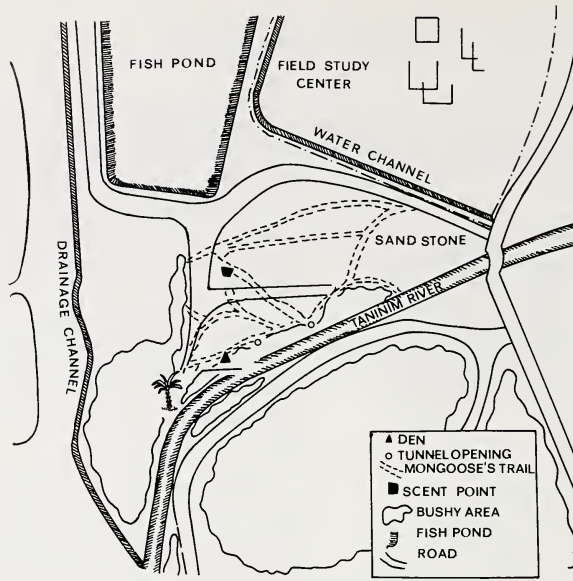 FISH POND
FIELD STUDY
CENTER
WATER CHANNEL
SAND STONE
DRAINAGE CHANNEL
TANINIM RIVER
DEN
TUNNEL OPENING
MONGOOSE'S TRAIL
SCENT POINT
BUSHY AREA
FISH POND
ROAD